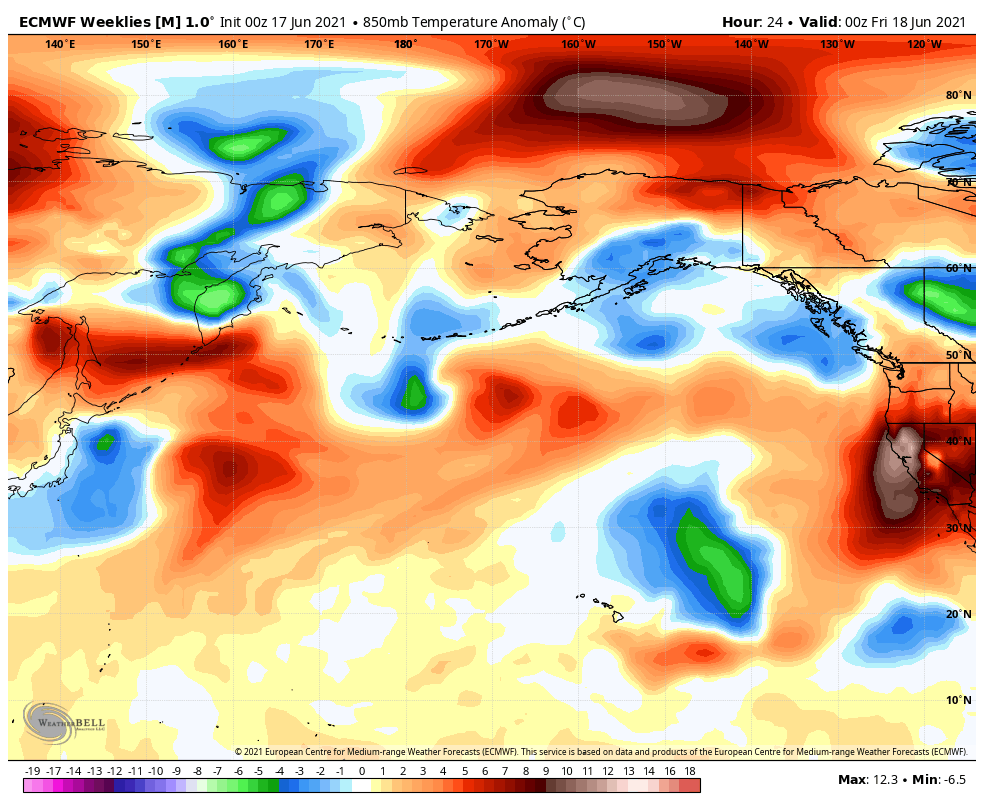 ECMWF Weeklies [M] 1.0° Init 00z 17 Jun 2021 • 850mb Temperature Anomaly (˚C)
Hour: 24 • Valid: 00z Fri 18 Jun 2021
140°E 150°E 160°E 170°E 180° 170°W 160°W 150°W 140°W 130°W 120°W
80°N
70°N
60°N
50°N
40°N
30°N
20°N
10°N
WEATHERBELL
ANALYTICS LLC
© 2021 European Centre for Medium-range Weather Forecasts (ECMWF). This service is based on data and products of the European Centre for Medium-range Weather Forecasts (ECMWF).
-19 -17 -14 -13 -12 -11 -10 -9 -8 -7 -6 -5 -4 -3 -2 -1 0 1 2 3 4 5 6 7 8 9 10 11 12 13 14 16 18
Max: 12.3 • Min: -6.5